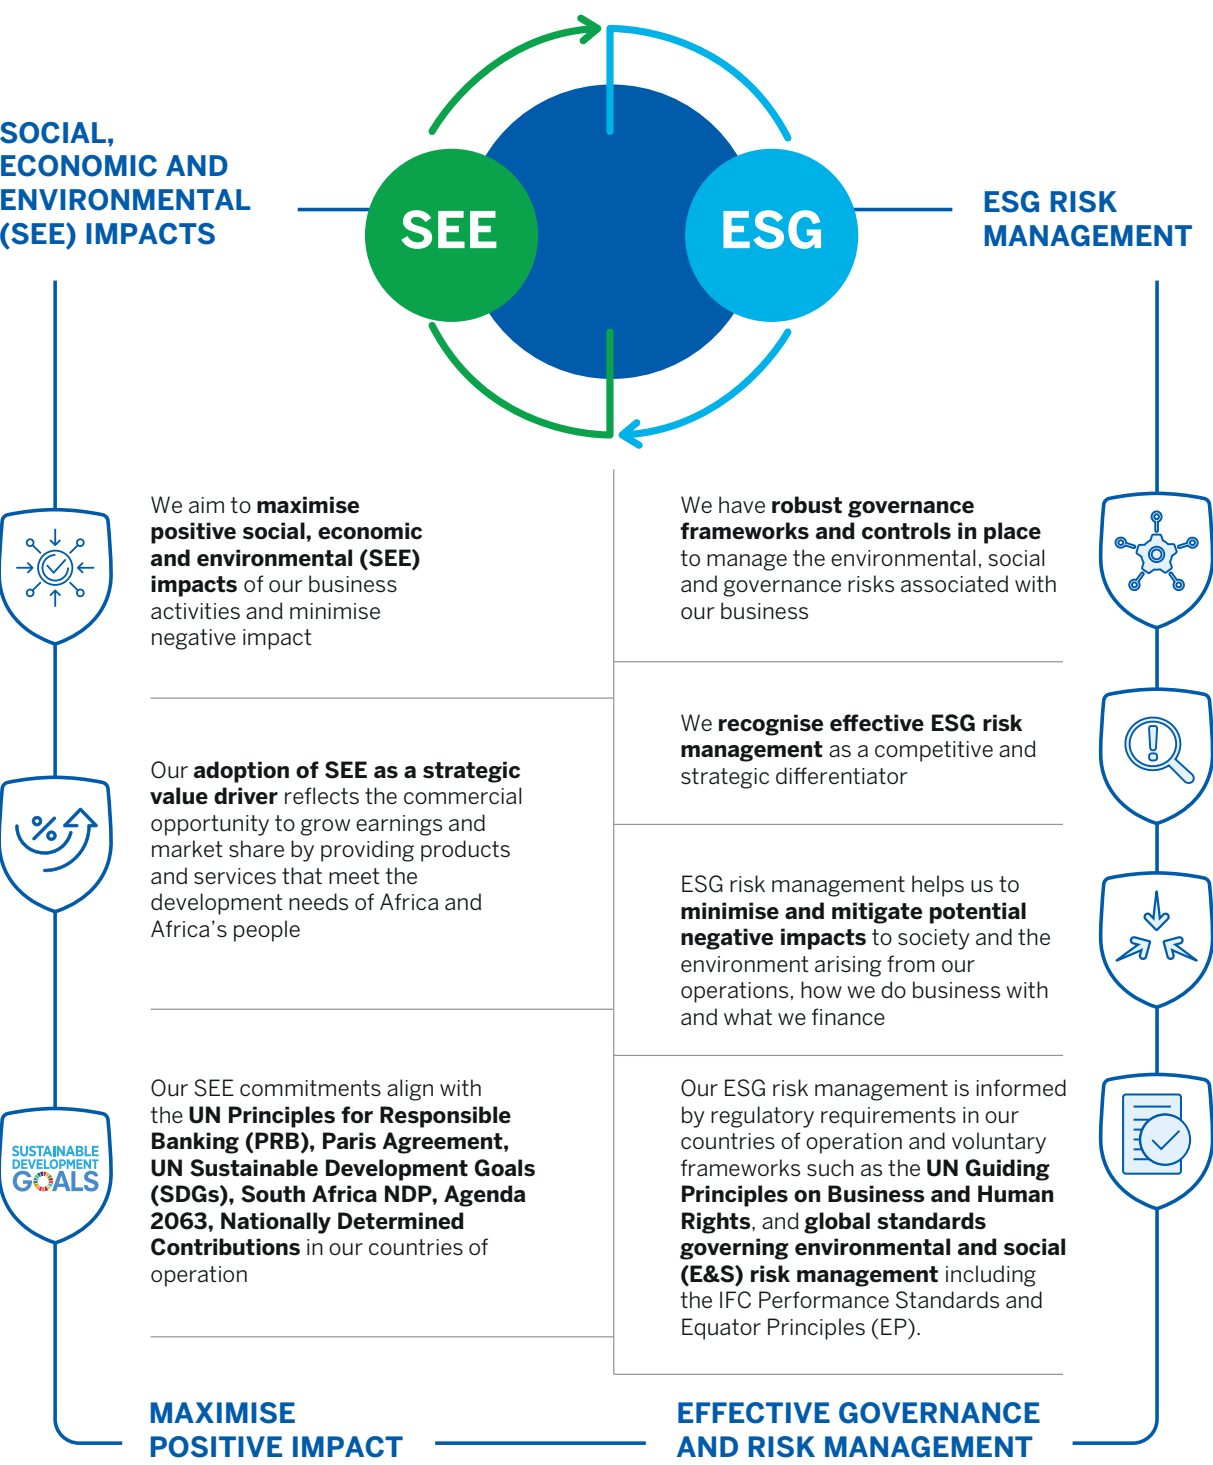 SOCIAL,
ECONOMIC AND
ENVIRONMENTAL
(SEE) IMPACTS
SEE
ESG
ESG RISK
MANAGEMENT
We aim to maximise
positive social, economic
and environmental (SEE)
impacts of our business
activities and minimise
negative impact
Our adoption of SEE as a strategic
value driver reflects the commercial
opportunity to grow earnings and
market share by providing products
and services that meet the
development needs of Africa and
Africa's people
SUSTAINABLE
DEVELOPMENT
GOALS
Our SEE commitments align with
the UN Principles for Responsible
Banking (PRB), Paris Agreement,
UN Sustainable Development Goals
(SDGs), South Africa NDP, Agenda
2063, Nationally Determined
Contributions in our countries of
operation
We have robust governance
frameworks and controls in place
to manage the environmental, social
and governance risks associated with
our business
We recognise effective ESG risk
management as a competitive and
strategic differentiator
ESG risk management helps us to
minimise and mitigate potential
negative impacts to society and the
environment arising from our
operations, how we do business with
and what we finance
Our ESG risk management is informed
by regulatory requirements in our
countries of operation and voluntary
frameworks such as the UN Guiding
Principles on Business and Human
Rights, and global standards
governing environmental and social
(E&S) risk management including
the IFC Performance Standards and
Equator Principles (EP).
%
MAXIMISE
POSITIVE IMPACT
EFFECTIVE GOVERNANCE
AND RISK MANAGEMENT